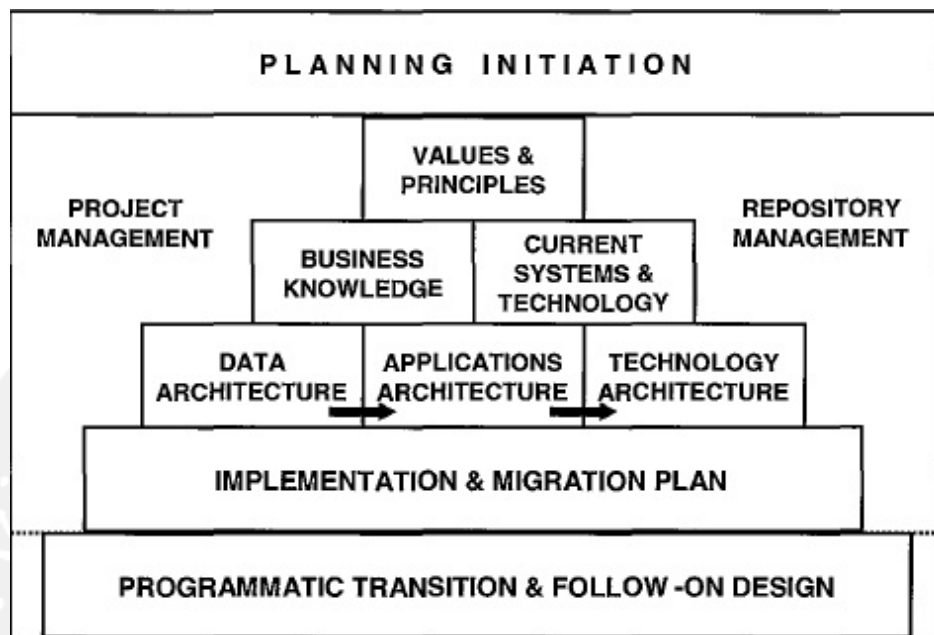 PLANNING INITIATION
VALUES &
PRINCIPLES
PROJECT
MANAGEMENT
REPOSITORY
MANAGEMENT
BUSINESS
KNOWLEDGE
CURRENT
SYSTEMS &
TECHNOLOGY
DATA
ARCHITECTURE
APPLICATIONS
ARCHITECTURE
TECHNOLOGY
ARCHITECTURE
IMPLEMENTATION & MIGRATION PLAN
PROGRAMMATIC TRANSITION & FOLLOW -ON DESIGN